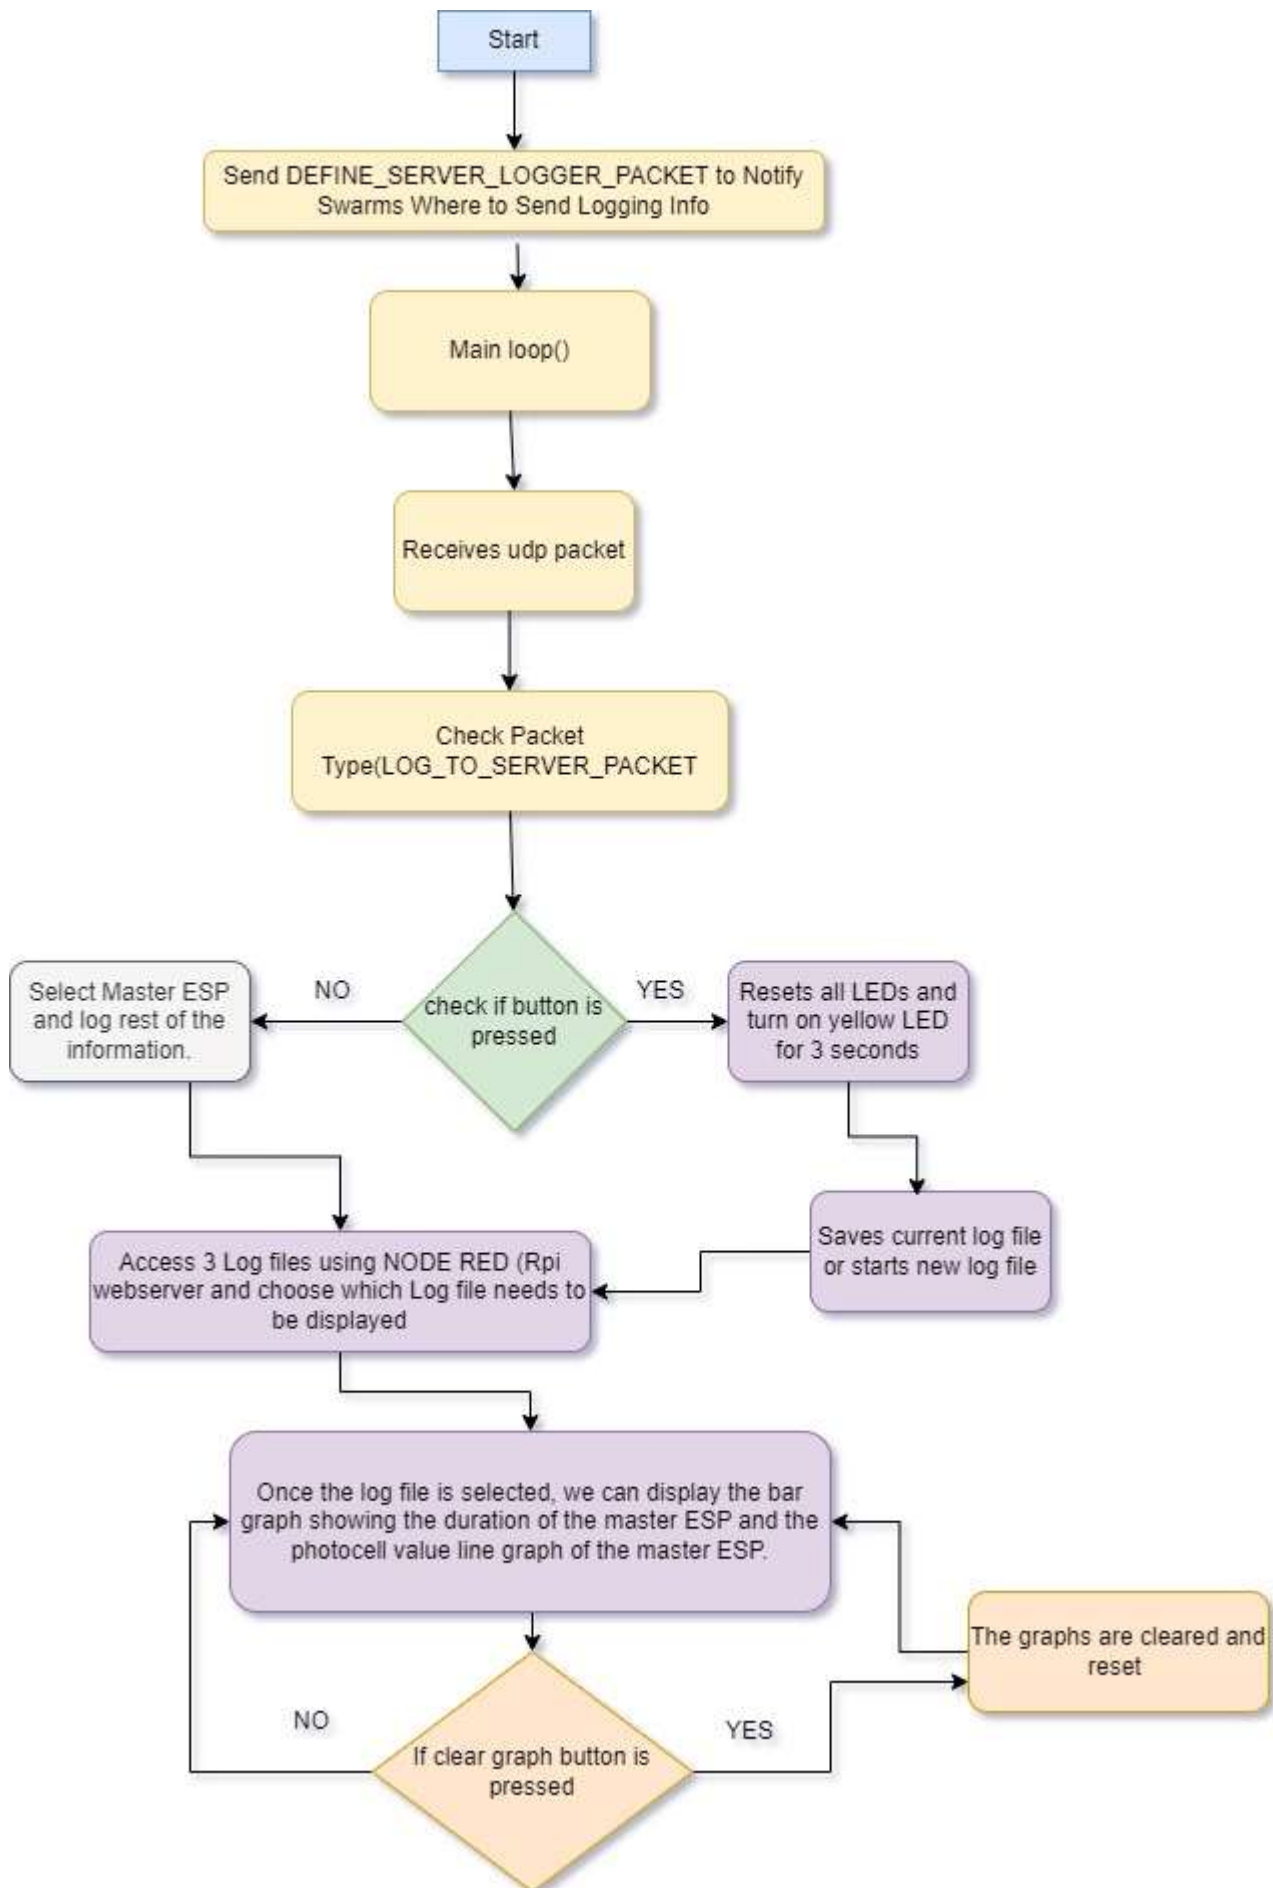 Start
Send DEFINE_SERVER_LOGGER_PACKET to Notify
Swarms Where to Send Logging Info
Main loop()
Receives udp packet
Check Packet
Type(LOG_TO_SERVER_PACKET
check if button is
pressed
NO
YES
Select Master ESP
and log rest of the
information.
Resets all LEDs and
turn on yellow LED
for 3 seconds
Saves current log file
or starts new log file
Access 3 Log files using NODE RED (Rpi
webserver and choose which Log file needs to
be displayed
Once the log file is selected, we can display the bar
graph showing the duration of the master ESP and the
photocell value line graph of the master ESP.
The graphs are cleared and
reset
NO
YES
If clear graph button is
pressed